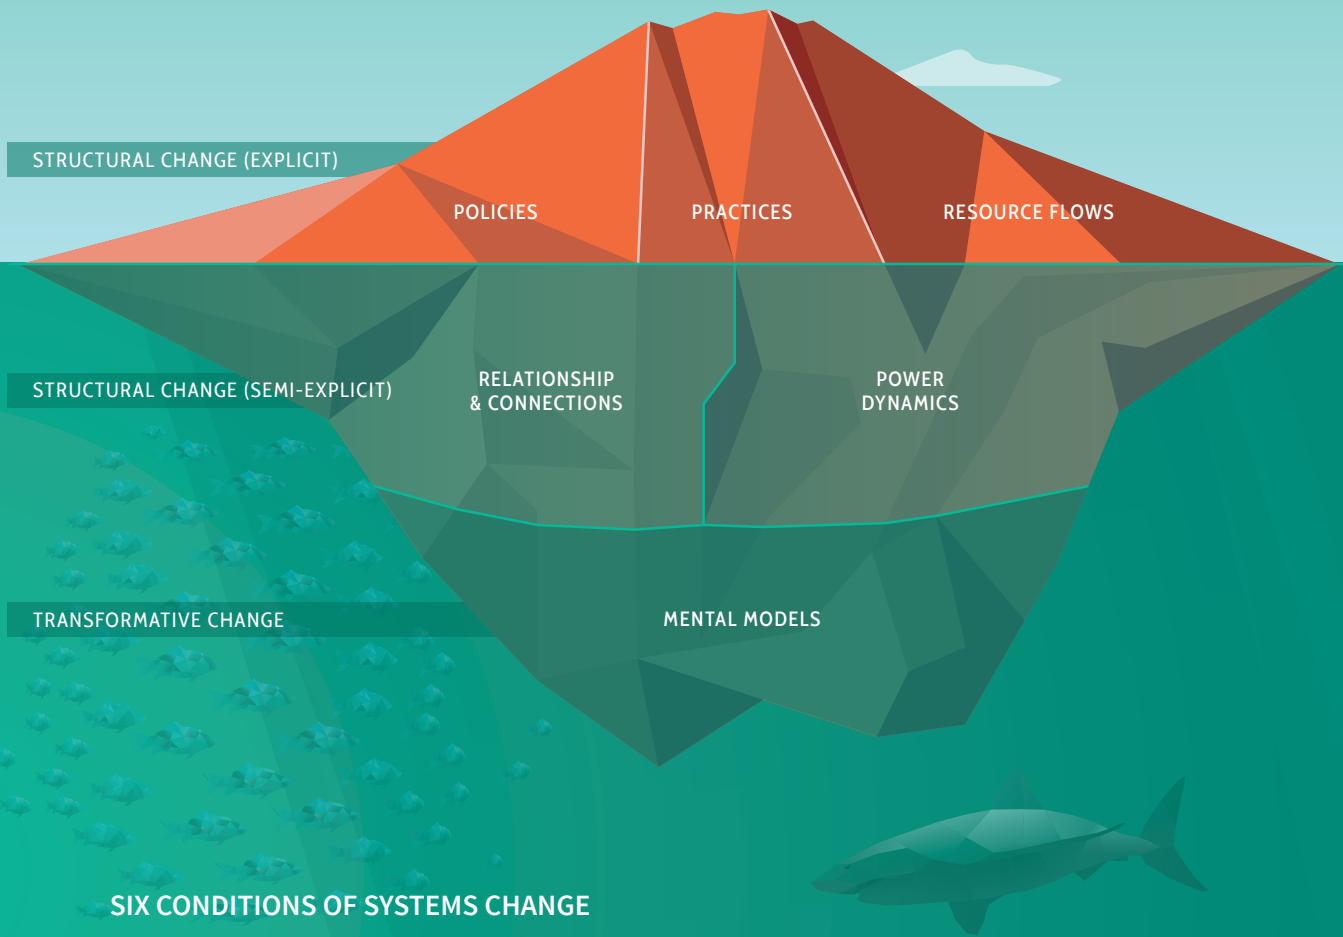 STRUCTURAL CHANGE (EXPLICIT)
POLICIES
PRACTICES
RESOURCE FLOWS
STRUCTURAL CHANGE (SEMI-EXPLICIT)
RELATIONSHIP
& CONNECTIONS
POWER
DYNAMICS
TRANSFORMATIVE CHANGE
MENTAL MODELS
SIX CONDITIONS OF SYSTEMS CHANGE